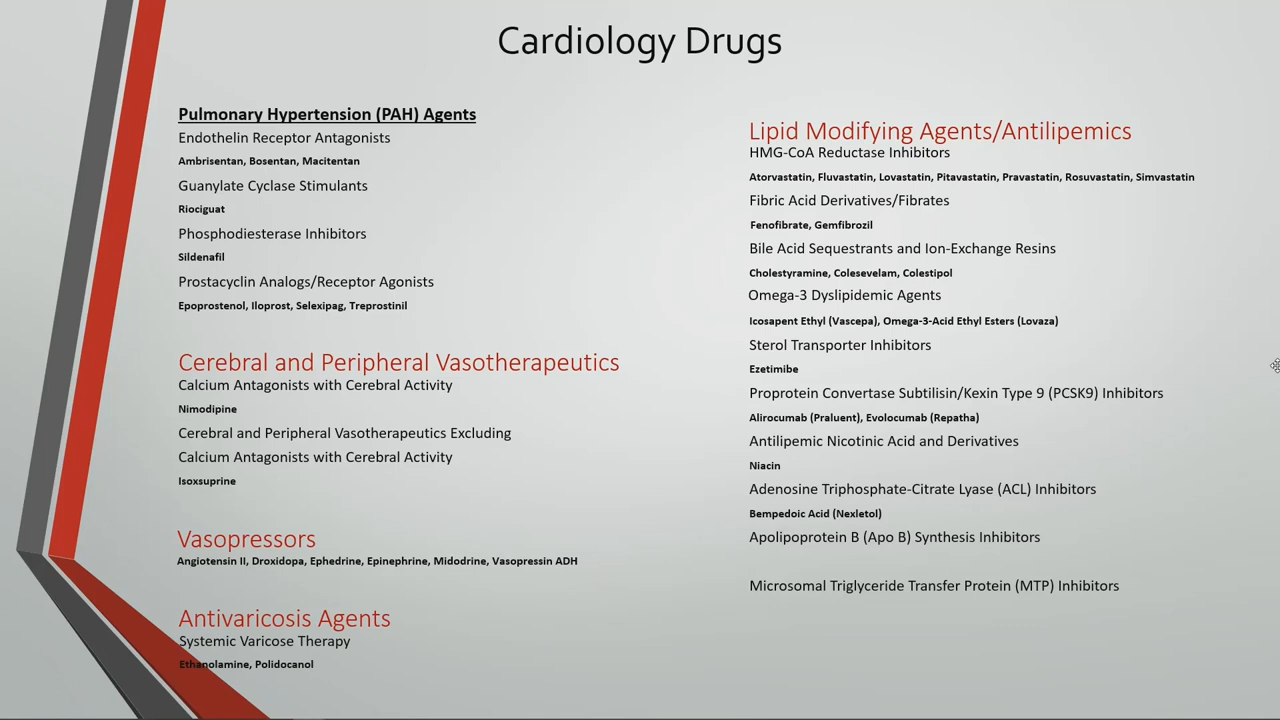 Cardiology Drugs
Pulmonary Hypertension (PAH) Agents
Endothelin Receptor Antagonists
Ambrisentan, Bosentan, Macitentan
Guanylate Cyclase Stimulants
Riociguat
Phosphodiesterase Inhibitors
Sildenafil
Prostacyclin Analogs/Receptor Agonists
Epoprostenol, Iloprost, Selexipag, Treprostinil
Cerebral and Peripheral Vasotherapeutics
Calcium Antagonists with Cerebral Activity
Nimodipine
Cerebral and Peripheral Vasotherapeutics Excluding
Calcium Antagonists with Cerebral Activity
Isoxsuprine
Vasopressors
Angiotensin II, Droxidopa, Ephedrine, Epinephrine, Midodrine, Vasopressin ADH
Antivaricosis Agents
Systemic Varicose Therapy
Ethanolamine, Polidocanol
Lipid Modifying Agents/Antilipemics
HMG-CoA Reductase Inhibitors
Atorvastatin, Fluvastatin, Lovastatin, Pitavastatin, Pravastatin, Rosuvastatin, Simvastatin
Fibric Acid Derivatives/Fibrates
Fenofibrate, Gemfibrozil
Bile Acid Sequestrants and Ion-Exchange Resins
Cholestyramine, Colesevelam, Colestipol
Omega-3 Dyslipidemic Agents
Icosapent Ethyl (Vascepa), Omega-3-Acid Ethyl Esters (Lovaza)
Sterol Transporter Inhibitors
Ezetimibe
Proprotein Convertase Subtilisin/Kexin Type 9 (PCSK9) Inhibitors
Alirocumab (Praluent), Evolocumab (Repatha)
Antilipemic Nicotinic Acid and Derivatives
Niacin
Adenosine Triphosphate-Citrate Lyase (ACL) Inhibitors
Bempedoic Acid (Nexletol)
Apolipoprotein B (Apo B) Synthesis Inhibitors
Microsomal Triglyceride Transfer Protein (MTP) Inhibitors